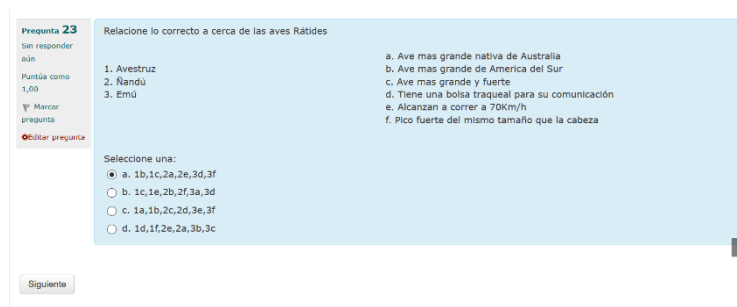 Pregunta 23
Sin responder
aún
Puntúa como
1,00
Marcar
pregunta
Editar pregunta
Relacione lo correcto a cerca de las aves Rátides
1. Avestruz
2. Ñandú
3. Emú
a. Ave mas grande nativa de Australia
b. Ave mas grande de America del Sur
c. Ave mas grande y fuerte
d. Tiene una bolsa traqueal para su comunicación
e. Alcanzan a correr a 70Km/h
f. Pico fuerte del mismo tamaño que la cabeza
Seleccione una:
a. 1b,1c,2a,2e,3d,3f
b. 1c,1e,2b,2f,3a,3d
c. 1a,1b,2c,2d,3e,3f
d. 1d,1f,2e,2a,3b,3c
Siguiente